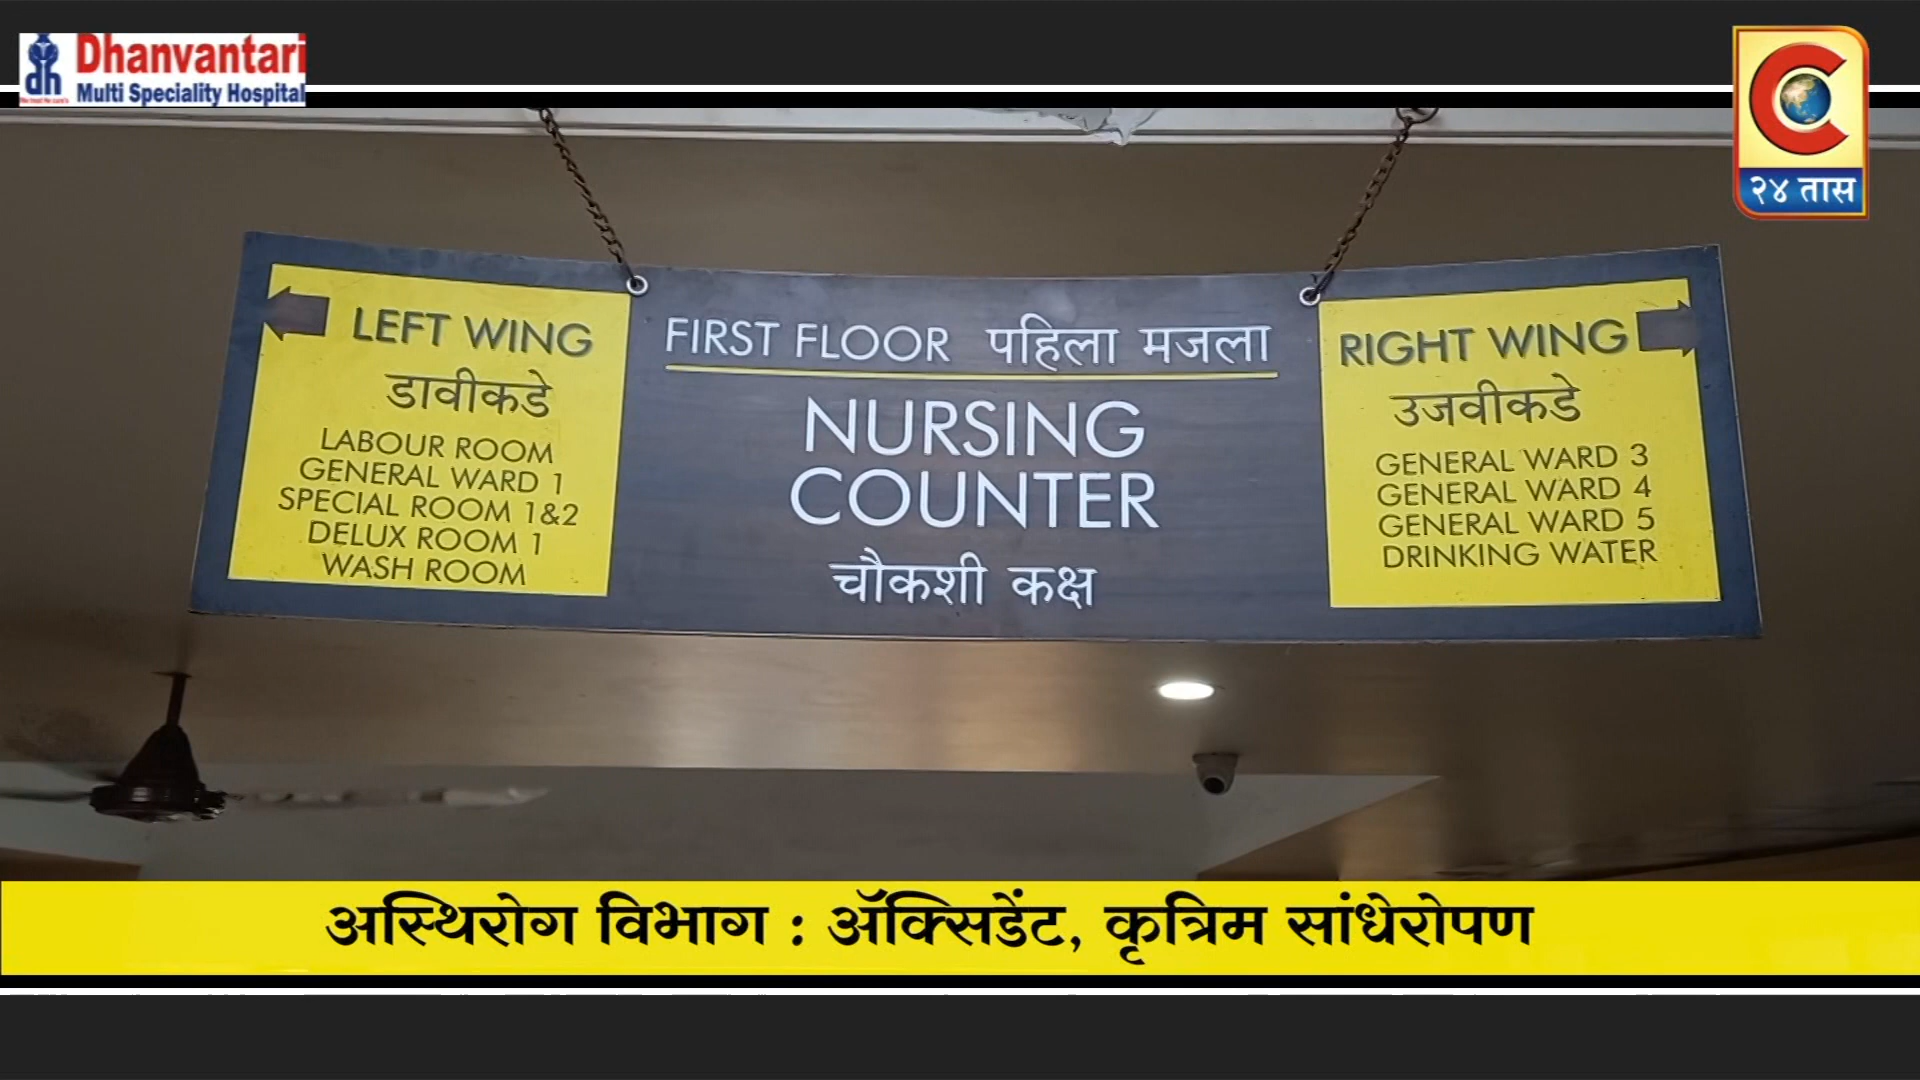 Dhanvantari
Multi Speciality Hospital
२४ तास
LEFT WING
डावीकडे
LABOUR ROOM
GENERAL WARD 1
SPECIAL ROOM 1&2
DELUX ROOM 1
WASH ROOM
FIRST FLOOR पहिला मजला
NURSING
COUNTER
चौकशी कक्ष
RIGHT WING
उजवीकडे
GENERAL WARD 3
GENERAL WARD 4
GENERAL WARD 5
DRINKING WATER
अस्थिरोग विभाग : ॲक्सिडेंट, कृत्रिम सांधेरोपण